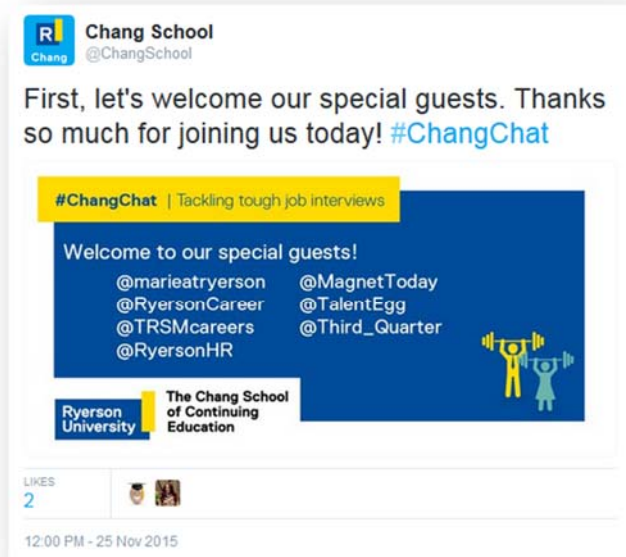 R
Chang
Chang School
@ChangSchool
First, let's welcome our special guests. Thanks
so much for joining us today! #ChangChat
#ChangChat | Tackling tough job interviews
Welcome to our special guests!
@marieatryerson @MagnetToday
@RyersonCareer @TalentEgg
@TRSMcareers @Third_Quarter
@RyersonHR
Ryerson
University
The Chang School
of Continuing
Education
LIKES
2
12:00 PM - 25 Nov 2015